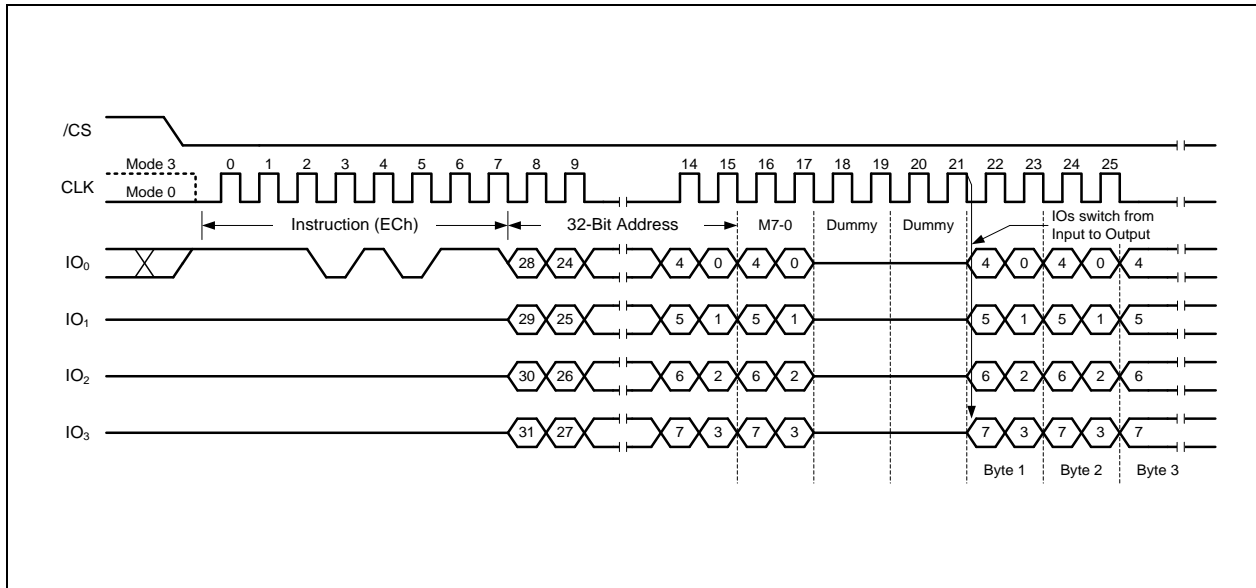 /CS
Mode 3 0 1 2 3 4 5 6 7 8 9 14 15 16 17 18 19 20 21 22 23 24 25
CLK Mode 0
Instruction (ECh) 32-Bit Address M7-0 Dummy Dummy IOs switch from
Input to Output
IO₀ 28 24 4 0 4 0 4 0 4 0 4
IO₁ 29 25 5 1 5 1 5 1 5 1 5
IO₂ 30 26 6 2 6 2 6 2 6 2 6
IO₃ 31 27 7 3 7 3 7 3 7 3 7
Byte 1 Byte 2 Byte 3